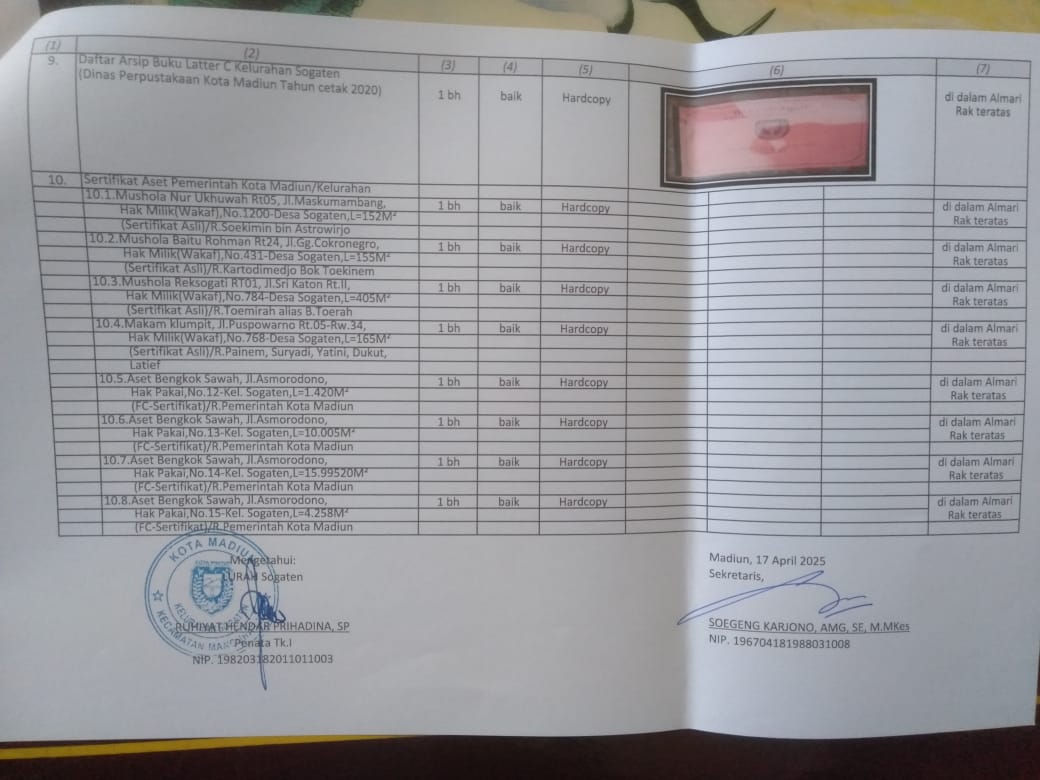 (1) (2) (3) (4) (5) (6) (7)
9. Daftar Arsip Buku Latter C Kelurahan Sogaten
(Dinas Perpustakaan Kota Madiun Tahun cetak 2020) 1 bh baik Hardcopy di dalam Almari
Rak teratas
10. Sertifikat Aset Pemerintah Kota Madiun/Kelurahan
10.1.Mushola Nur Ukhuwah Rt05, Jl.Maskumambang, 1 bh baik Hardcopy di dalam Almari
Hak Milik(Wakaf),No.1200-Desa Sogaten,L=152M² Rak teratas
(Sertifikat Asli)/R.Soekimin bin Astrowirjo
10.2.Mushola Baitu Rohman Rt24, Jl.Gg.Cokronegro, 1 bh baik Hardcopy di dalam Almari
Hak Milik(Wakaf),No.431-Desa Sogaten,L=155M² Rak teratas
(Sertifikat Asli)/R.Kartodimedjo Bok Toekinem
10.3.Mushola Reksogati RT01, Jl.Sri Katon Rt.II, 1 bh baik Hardcopy di dalam Almari
Hak Milik(Wakaf),No.784-Desa Sogaten,L=405M² Rak teratas
(Sertifikat Asli)/R.Toemirah alias B.Toerah
10.4.Makam klumpit, Jl.Puspowarno Rt.05-Rw.34, 1 bh baik Hardcopy di dalam Almari
Hak Milik(Wakaf),No.768-Desa Sogaten,L=165M² Rak teratas
(Sertifikat Asli)/R.Painem, Suryadi, Yatini, Dukut,
Latief
10.5.Aset Bengkok Sawah, Jl.Asmorodono, 1 bh baik Hardcopy di dalam Almari
Hak Pakai,No.12-Kel. Sogaten,L=1.420M² Rak teratas
(FC-Sertifikat)/R.Pemerintah Kota Madiun
10.6.Aset Bengkok Sawah, Jl.Asmorodono, 1 bh baik Hardcopy di dalam Almari
Hak Pakai,No.13-Kel. Sogaten,L=10.005M² Rak teratas
(FC-Sertifikat)/R.Pemerintah Kota Madiun
10.7.Aset Bengkok Sawah, Jl.Asmorodono, 1 bh baik Hardcopy di dalam Almari
Hak Pakai,No.14-Kel. Sogaten,L=15.99520M² Rak teratas
(FC-Sertifikat)/R.Pemerintah Kota Madiun
10.8.Aset Bengkok Sawah, Jl.Asmorodono, 1 bh baik Hardcopy di dalam Almari
Hak Pakai,No.15-Kel. Sogaten,L=4.258M² Rak teratas
(FC-Sertifikat)/R.Pemerintah Kota Madiun
Mengetahui:
LURAH Sogaten
KOTA MADIUN
KECAMATAN
RUHIYAT HENDAR PRIHADINA, SP
Penata Tk.I
NIP. 198203182011011003
Madiun, 17 April 2025
Sekretaris,
SOEGENG KARJONO, AMG, SE, M.MKes
NIP. 196704181988031008